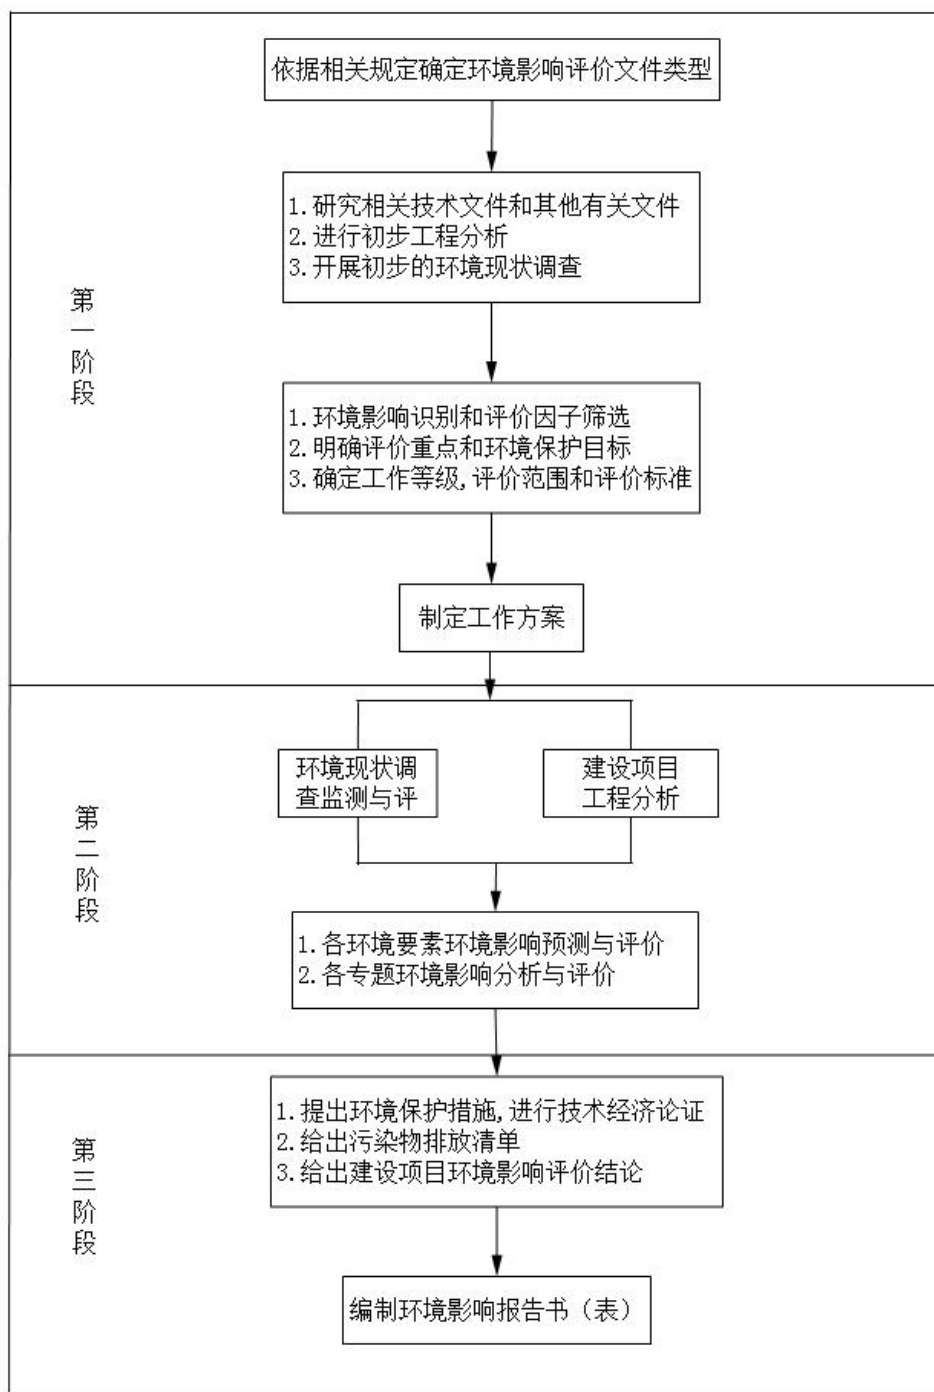 依据相关规定确定环境影响评价文件类型
1.研究相关技术文件和其他有关文件
2.进行初步工程分析
3.开展初步的环境现状调查
第一阶段
1.环境影响识别和评价因子筛选
2.明确评价重点和环境保护目标
3.确定工作等级,评价范围和评价标准
制定工作方案
环境现状调
查监测与评
建设项目
工程分析
第二阶段
1.各环境要素环境影响预测与评价
2.各专题环境影响分析与评价
1.提出环境保护措施,进行技术经济论证
2.给出污染物排放清单
3.给出建设项目环境影响评价结论
第三阶段
编制环境影响报告书（表）